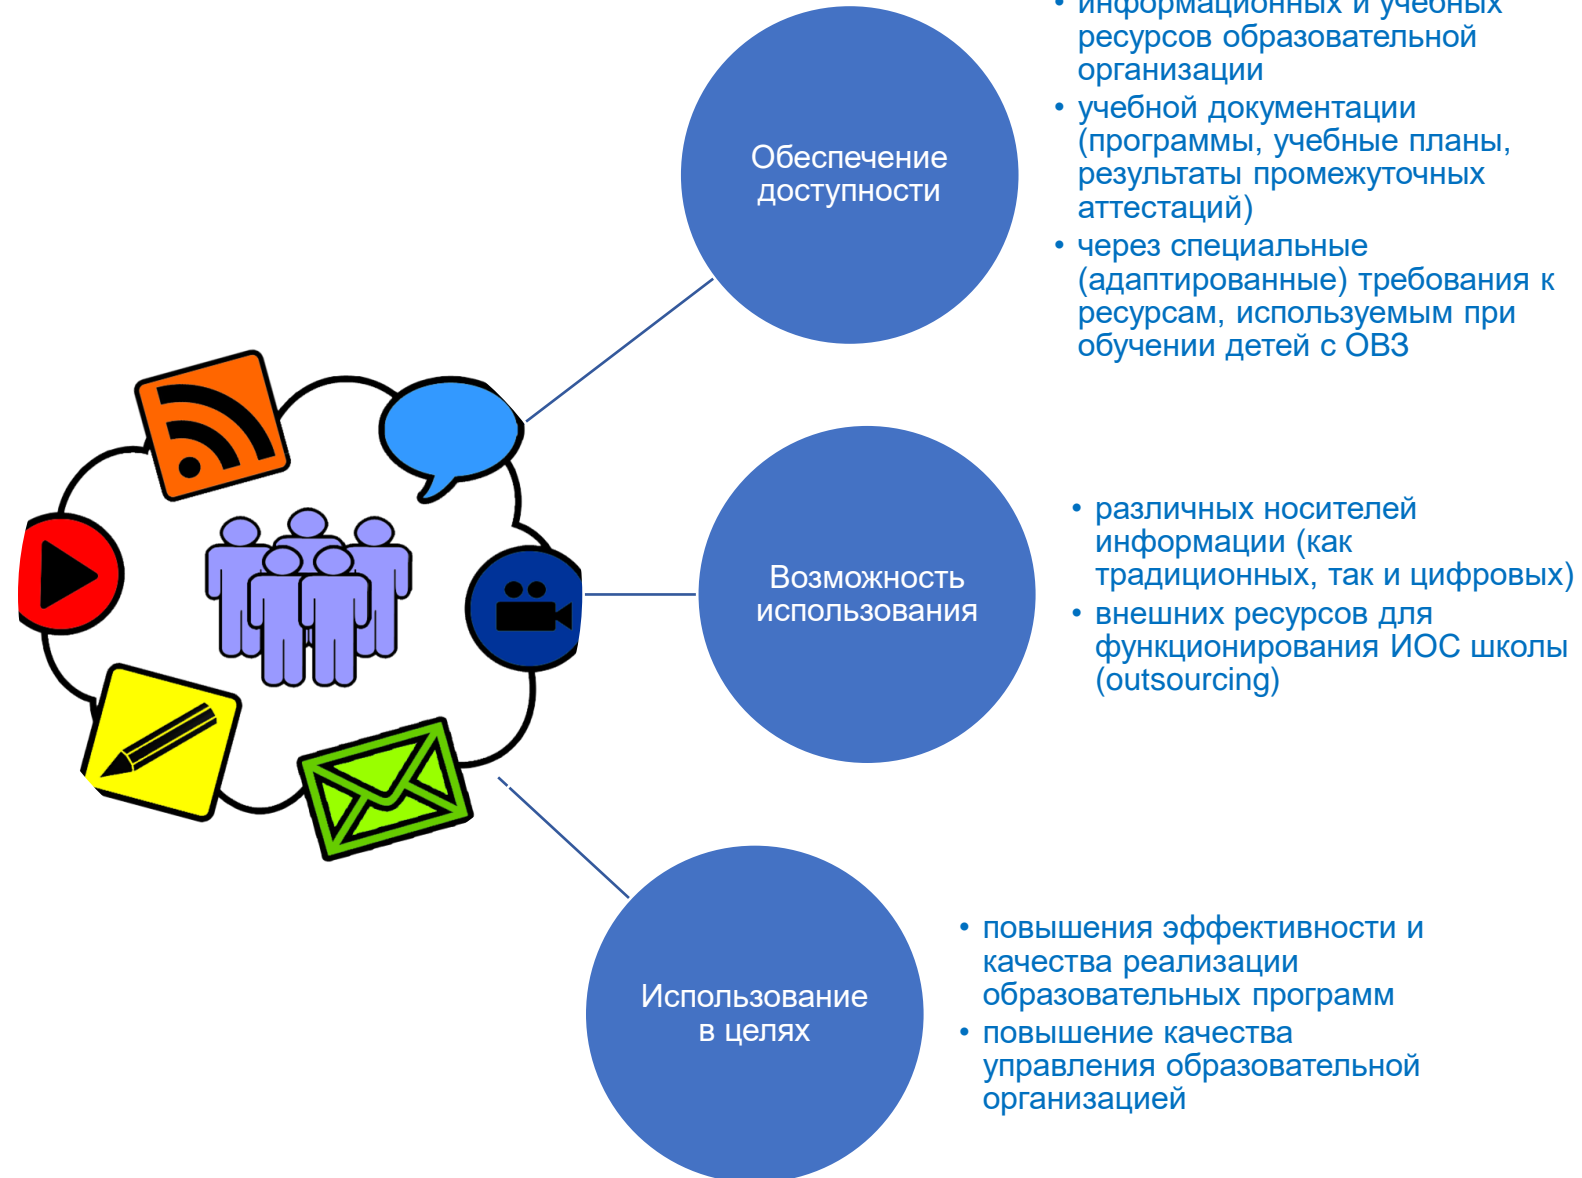 Обеспечение
доступности
• информационных и учебных
ресурсов образовательной
организации
• учебной документации
(программы, учебные планы,
результаты промежуточных
аттестаций)
• через специальные
(адаптированные) требования к
ресурсам, используемым при
обучении детей с ОВЗ
Возможность
использования
• различных носителей
информации (как
традиционных, так и цифровых)
• внешних ресурсов для
функционирования ИОС школы
(outsourcing)
Использование
в целях
• повышения эффективности и
качества реализации
образовательных программ
• повышение качества
управления образовательной
организацией